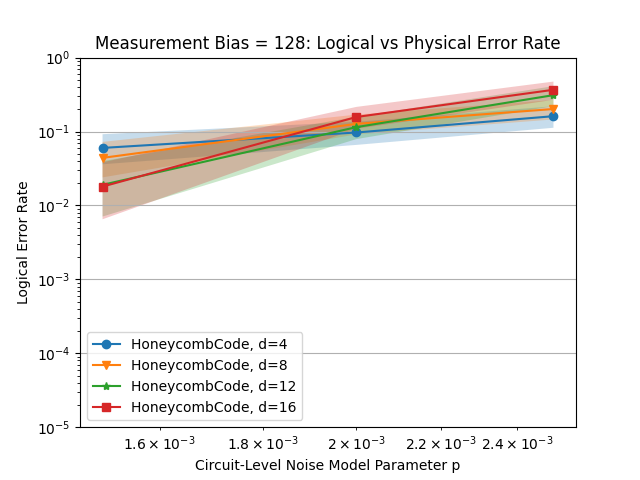 Measurement Bias = 128: Logical vs Physical Error Rate
Logical Error Rate
10⁰
10⁻¹
10⁻²
10⁻³
10⁻⁴
10⁻⁵
HoneycombCode, d=4
HoneycombCode, d=8
HoneycombCode, d=12
HoneycombCode, d=16
1.6 × 10⁻³ 1.8 × 10⁻³ 2 × 10⁻³ 2.2 × 10⁻³ 2.4 × 10⁻³
Circuit-Level Noise Model Parameter p